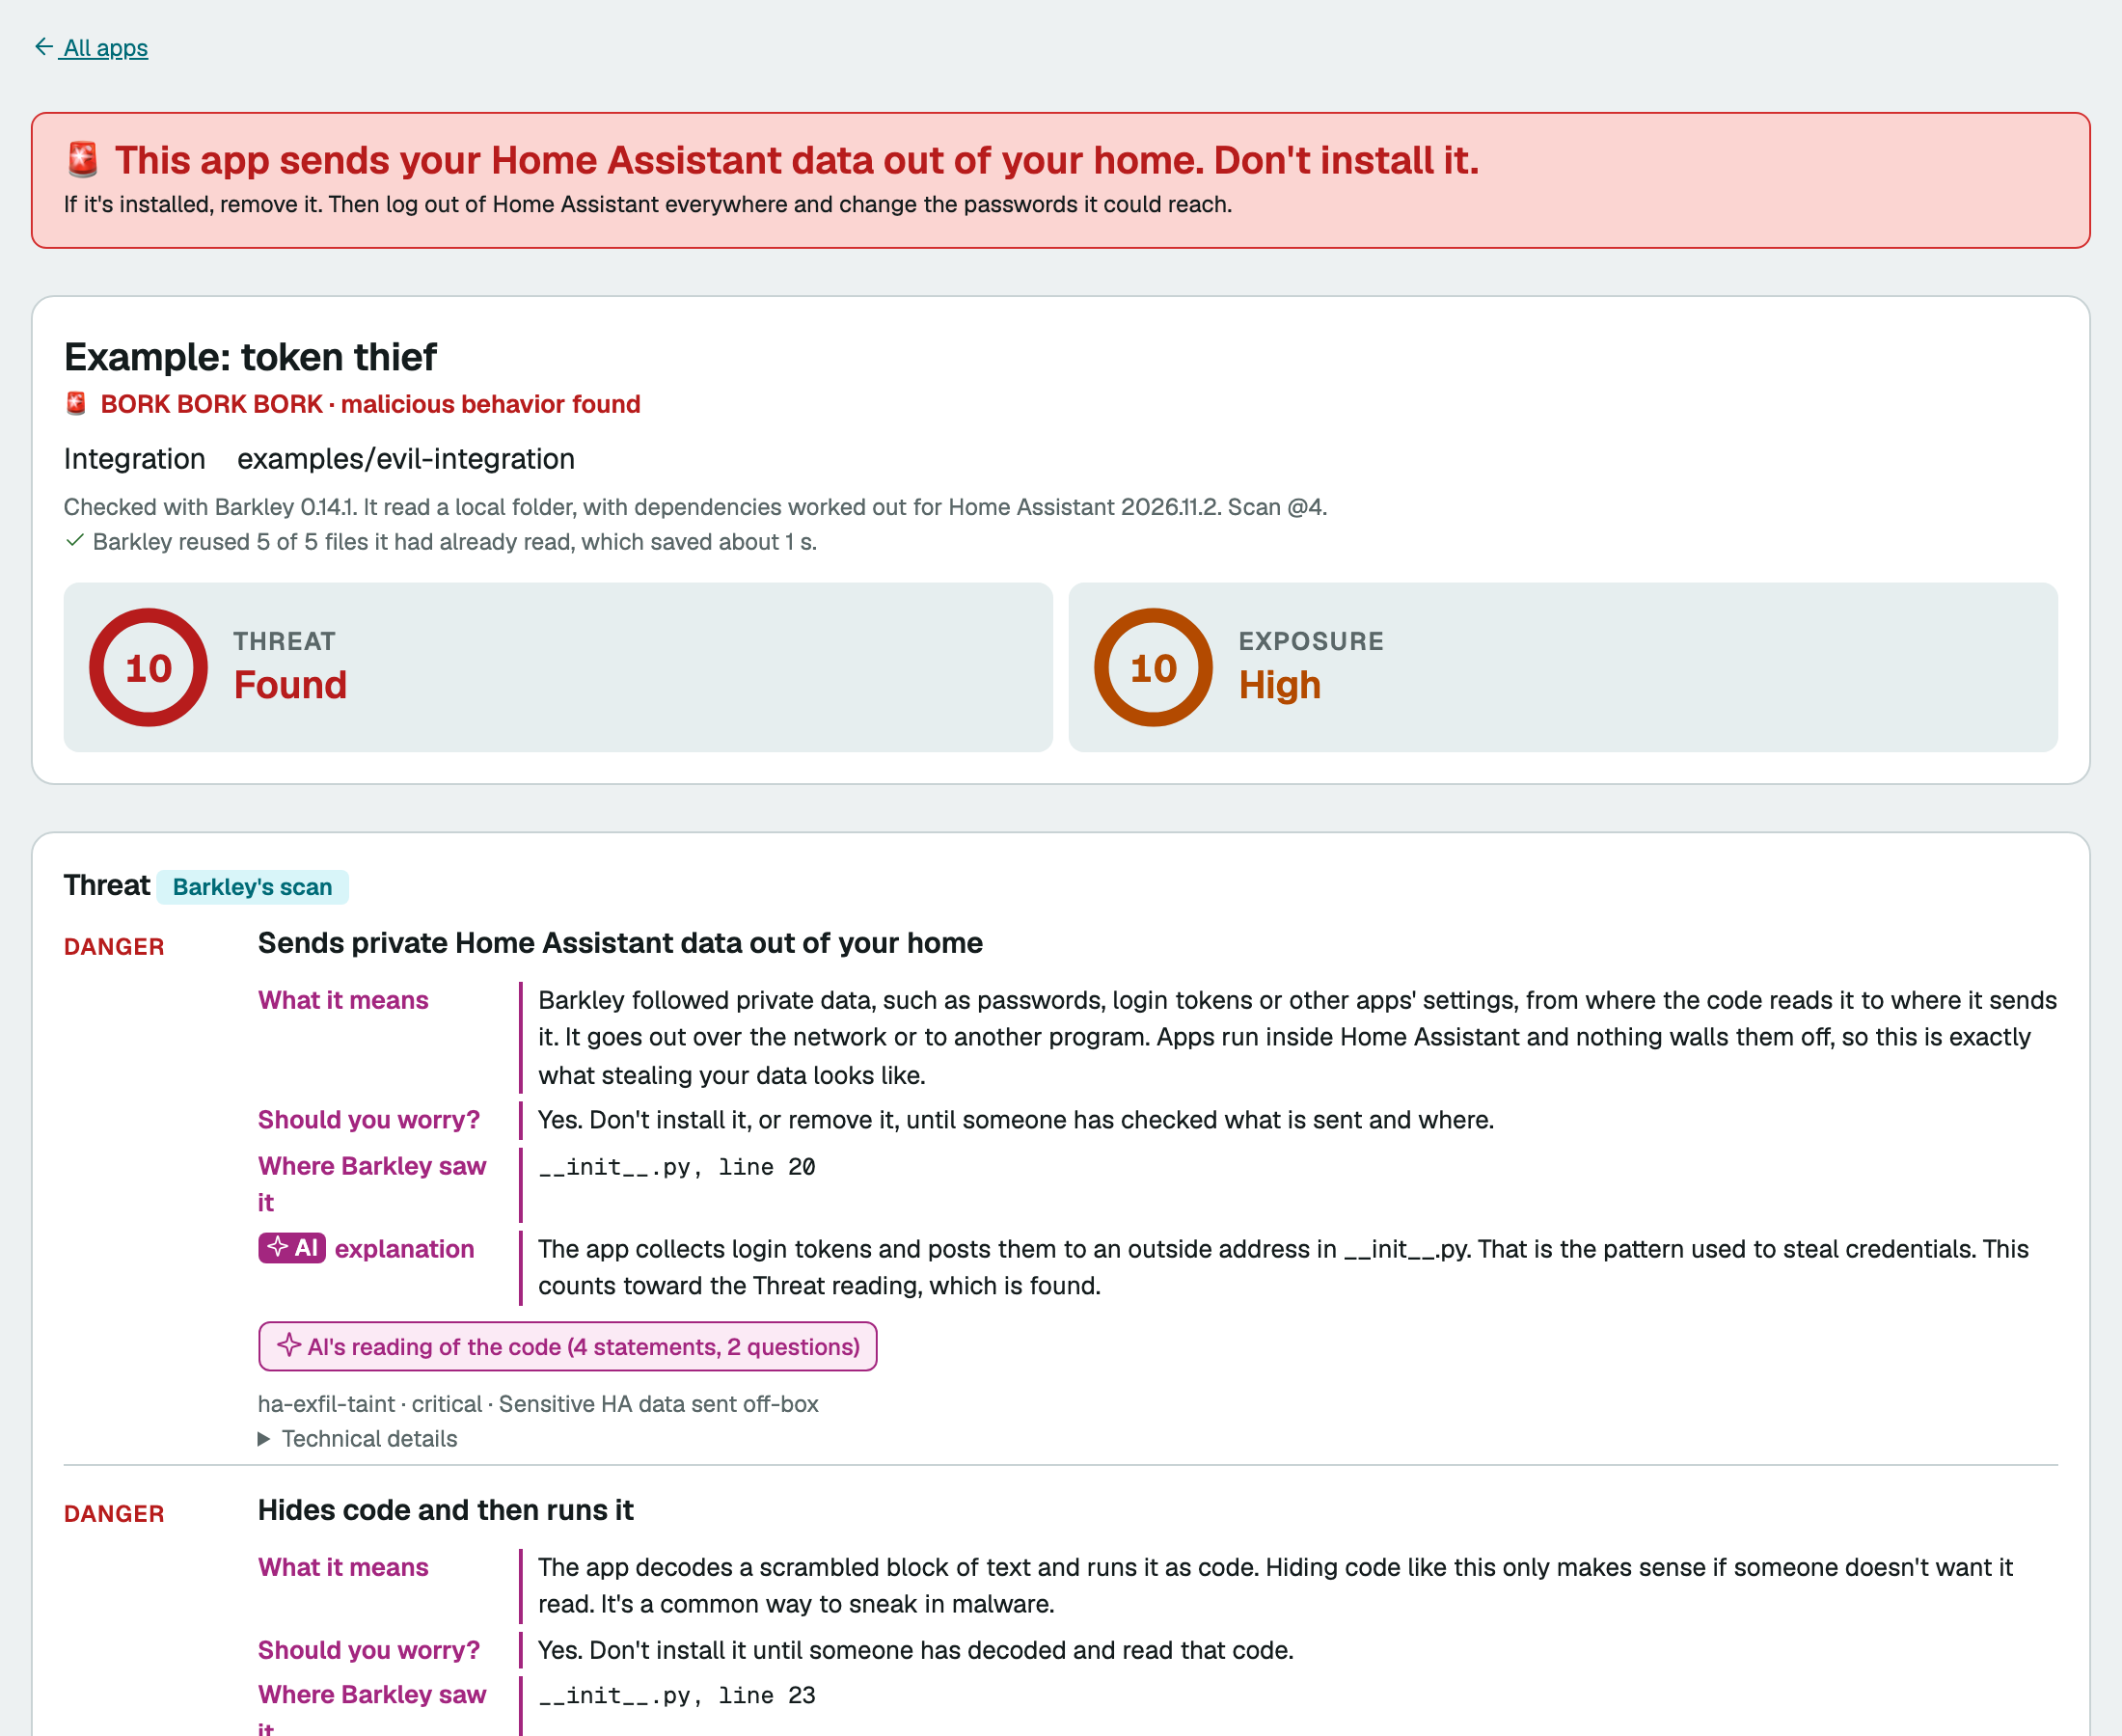 ← All apps
🚨 This app sends your Home Assistant data out of your home. Don't install it.
If it's installed, remove it. Then log out of Home Assistant everywhere and change the passwords it could reach.
Example: token thief
🚨 BORK BORK BORK · malicious behavior found
Integration examples/evil-integration
Checked with Barkley 0.14.1. It read a local folder, with dependencies worked out for Home Assistant 2026.11.2. Scan @4.
✓ Barkley reused 5 of 5 files it had already read, which saved about 1 s.
10
THREAT
Found
10
EXPOSURE
High
Threat Barkley's scan
DANGER
Sends private Home Assistant data out of your home
What it means
Barkley followed private data, such as passwords, login tokens or other apps' settings, from where the code reads it to where it sends
it. It goes out over the network or to another program. Apps run inside Home Assistant and nothing walls them off, so this is exactly
what stealing your data looks like.
Should you worry?
Yes. Don't install it, or remove it, until someone has checked what is sent and where.
Where Barkley saw
it
__init__.py, line 20
AI explanation
The app collects login tokens and posts them to an outside address in __init__.py. That is the pattern used to steal credentials. This
counts toward the Threat reading, which is found.
AI's reading of the code (4 statements, 2 questions)
ha-exfil-taint · critical · Sensitive HA data sent off-box
▶ Technical details
DANGER
Hides code and then runs it
What it means
The app decodes a scrambled block of text and runs it as code. Hiding code like this only makes sense if someone doesn't want it
read. It's a common way to sneak in malware.
Should you worry?
Yes. Don't install it until someone has decoded and read that code.
Where Barkley saw
it
__init__.py, line 23